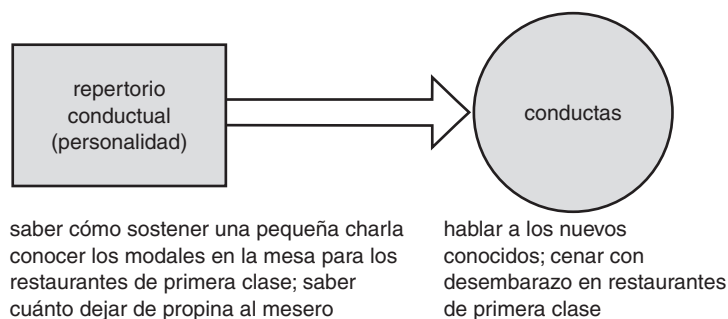 repertorio
conductual
(personalidad)
conductas
saber cómo sostener una pequeña charla
conocer los modales en la mesa para los
restaurantes de primera clase; saber
cuánto dejar de propina al mesero
hablar a los nuevos
conocidos; cenar con
desembarazo en restaurantes
de primera clase